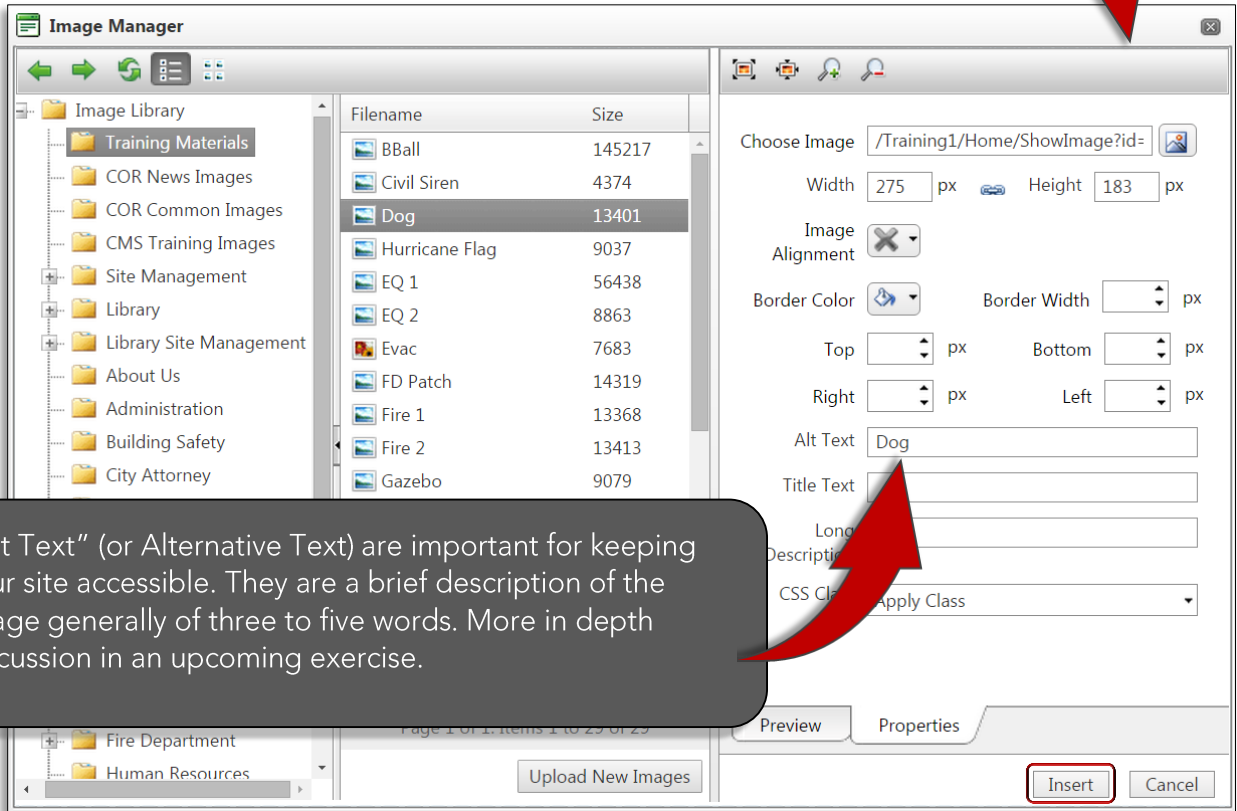 Image Manager
Image Library
Training Materials
COR News Images
COR Common Images
CMS Training Images
Site Management
Library
Library Site Management
About Us
Administration
Building Safety
City Attorney
Fire Department
Human Resources
Filename Size
BBall 145217
Civil Siren 4374
Dog 13401
Hurricane Flag 9037
EQ 1 56438
EQ 2 8863
Evac 7683
FD Patch 14319
Fire 1 13368
Fire 2 13413
Gazebo 9079
Page 1 of 1. Items 1 to 29 of 29
Upload New Images
Choose Image /Training1/Home/ShowImage?id=
Width 275 px Height 183 px
Image
Alignment
Border Color Border Width px
Top px Bottom px
Right px Left px
Alt Text Dog
Title Text
Long
Descriptio
CSS Cla Apply Class
t Text” (or Alternative Text) are important for keeping
ur site accessible. They are a brief description of the
age generally of three to five words. More in depth
cussion in an upcoming exercise.
Preview Properties
Insert Cancel